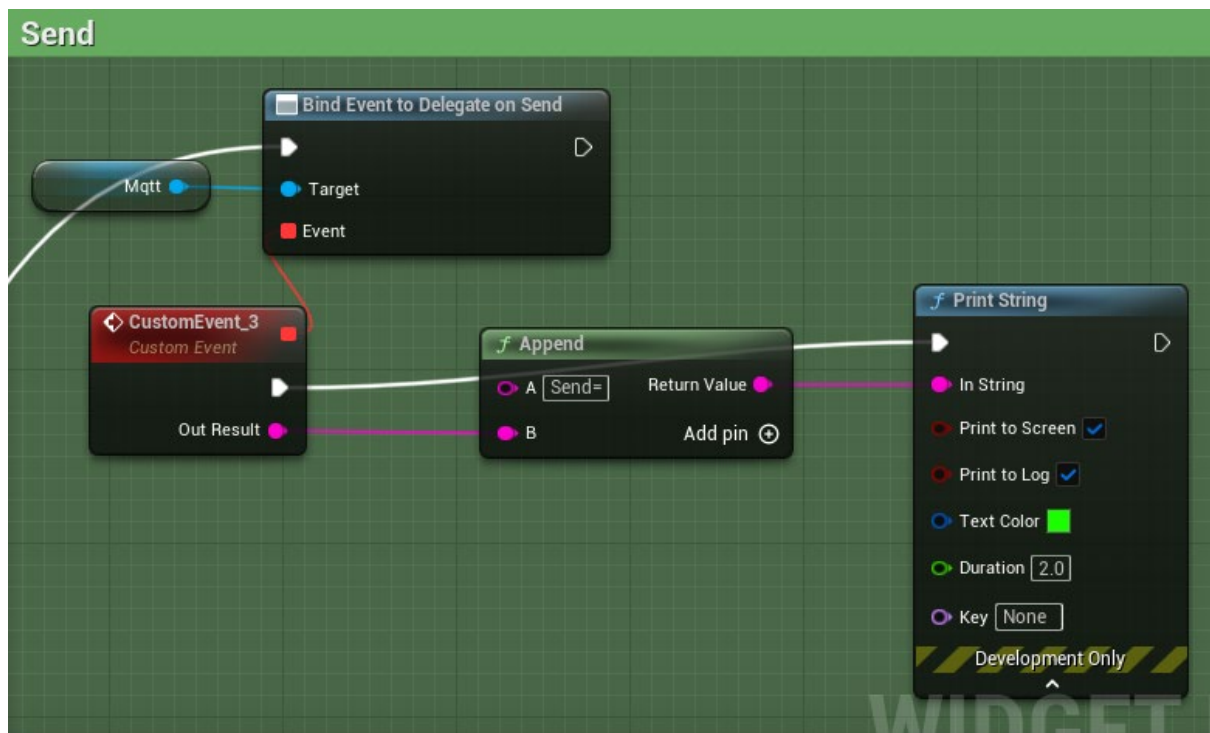 Send
Bind Event to Delegate on Send
Mqtt
Target
Event
CustomEvent_3
Custom Event
Out Result
Append
A Send= Return Value
B Add pin
Print String
In String
Print to Screen
Print to Log
Text Color
Duration 2.0
Key None
Development Only
WIDGET